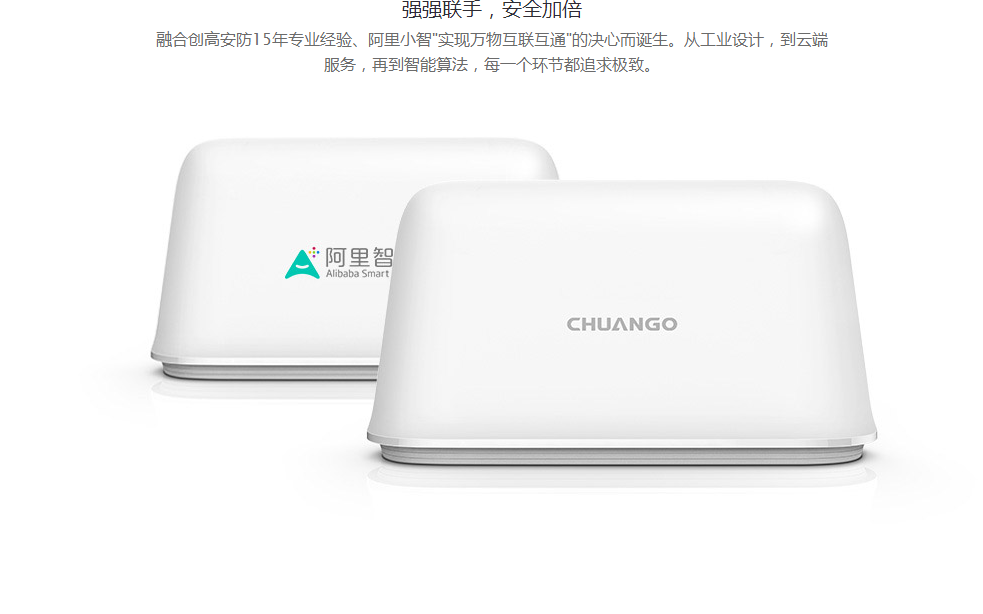 强强联手，安全加倍
融合创高安防15年专业经验、阿里小智"实现万物互联互通"的决心而诞生。从工业设计，到云端
服务，再到智能算法，每一个环节都追求极致。
阿里智
Alibaba Smart
CHUANGO